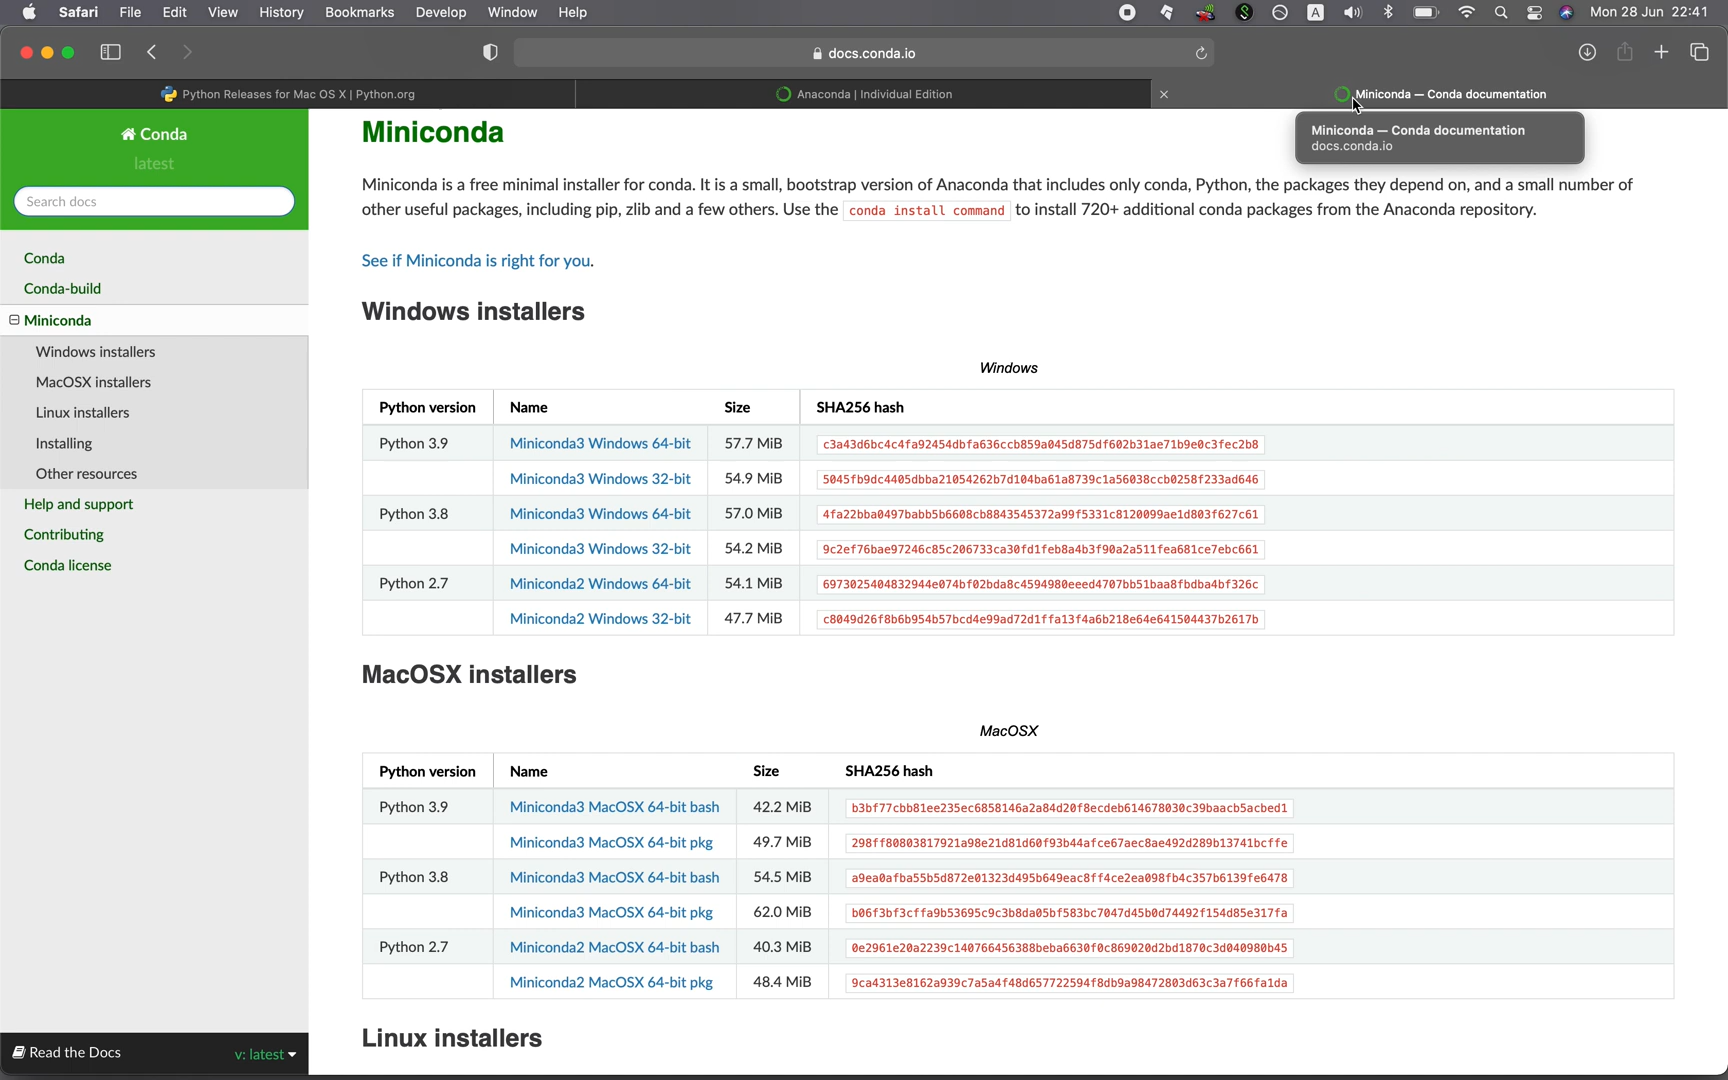 Safari File Edit View History Bookmarks Develop Window Help A Mon 28 Jun 22:41
docs.conda.io
Python Releases for Mac OS X | Python.org
Anaconda | Individual Edition
Miniconda — Conda documentation
Miniconda — Conda documentation
docs.conda.io
Conda
latest
Search docs
Conda
Conda-build
Miniconda
Windows installers
MacOSX installers
Linux installers
Installing
Other resources
Help and support
Contributing
Conda license
Read the Docs v: latest
Miniconda
Miniconda is a free minimal installer for conda. It is a small, bootstrap version of Anaconda that includes only conda, Python, the packages they depend on, and a small number of
other useful packages, including pip, zlib and a few others. Use the conda install command to install 720+ additional conda packages from the Anaconda repository.
See if Miniconda is right for you.
Windows installers
Windows
Python version Name Size SHA256 hash
Python 3.9 Miniconda3 Windows 64-bit 57.7 MiB c3a43d6bc4c4fa92454dbfa636ccb859a045d875df602b31ae71b9e0c3fec2b8
Miniconda3 Windows 32-bit 54.9 MiB 5045fb9dc4405dbba21054262b7d104ba61a8739c1a56038ccb0258f233ad646
Python 3.8 Miniconda3 Windows 64-bit 57.0 MiB 4fa22bba0497babb5b6608cb8843545372a99f5331c8120099ae1d803f627c61
Miniconda3 Windows 32-bit 54.2 MiB 9c2ef76bae97246c85c206733ca30fd1feb8a4b3f90a2a511fea681ce7ebc661
Python 2.7 Miniconda2 Windows 64-bit 54.1 MiB 6973025404832944e074bf02bda8c4594980eeed4707bb51baa8fbdba4bf326c
Miniconda2 Windows 32-bit 47.7 MiB c8049d26f8b6b954b57bcd4e99ad72d1ffa13f4a6b218e64e641504437b2617b
MacOSX installers
MacOSX
Python version Name Size SHA256 hash
Python 3.9 Miniconda3 MacOSX 64-bit bash 42.2 MiB b3bf77cbb81ee235ec6858146a2a84d20f8ecdeb614678030c39baacb5acbed1
Miniconda3 MacOSX 64-bit pkg 49.7 MiB 298ff80803817921a98e21d81d60f93b44afce67aec8ae492d289b13741bcffe
Python 3.8 Miniconda3 MacOSX 64-bit bash 54.5 MiB a9ea0afba55b5d872e01323d495b649eac8ff4ce2ea098fb4c357b6139fe6478
Miniconda3 MacOSX 64-bit pkg 62.0 MiB b06f3bf3cffa9b53695c9c3b8da05bf583bc7047d45b0d74492f154d85e317fa
Python 2.7 Miniconda2 MacOSX 64-bit bash 40.3 MiB 0e2961e20a2239c140766456388beba6630f0c869020d2bd1870c3d040980b45
Miniconda2 MacOSX 64-bit pkg 48.4 MiB 9ca4313e8162a939c7a5a4f48d657722594f8db9a98472803d63c3a7f66fa1da
Linux installers